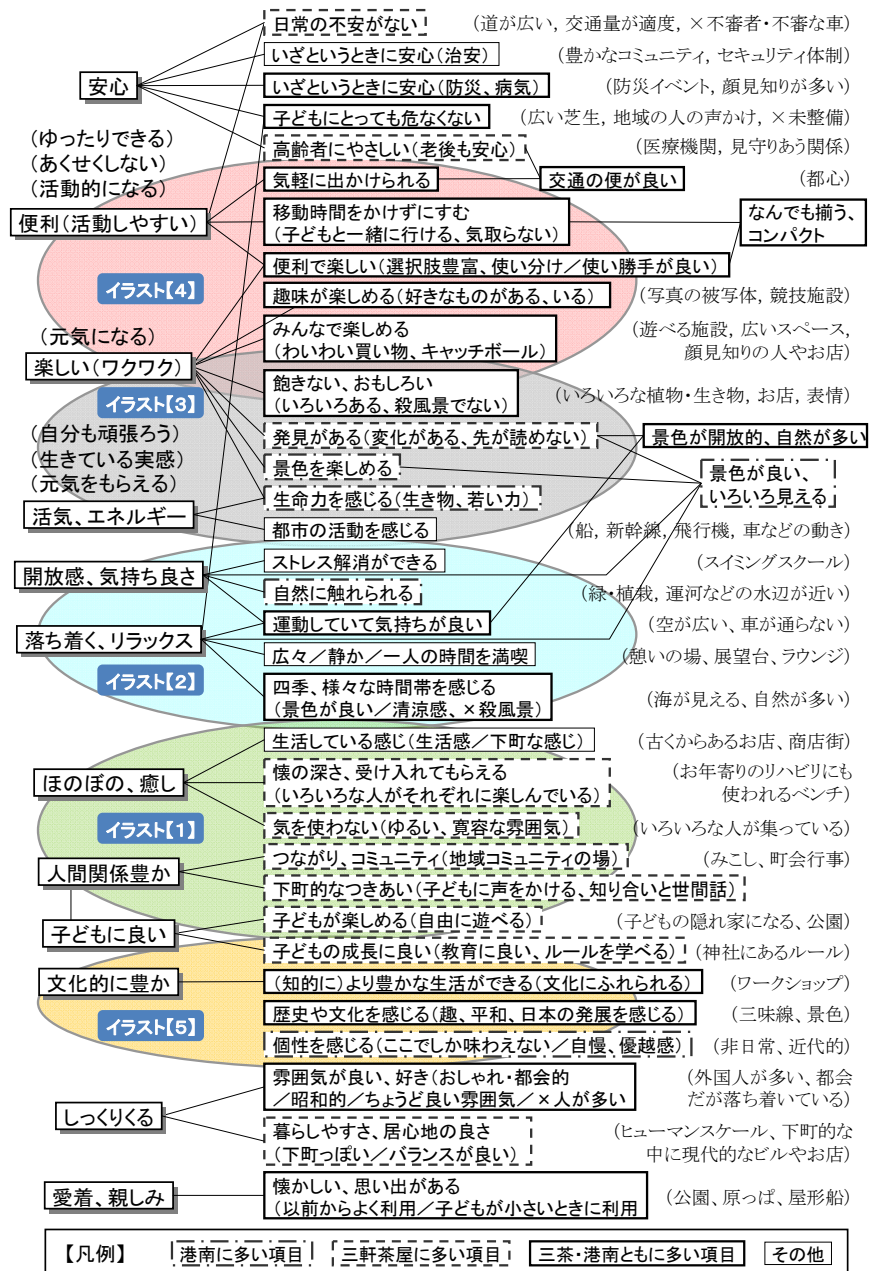 日常の不安がない (道が広い, 交通量が適度, ×不審者・不審な車)
いざというときに安心(治安) (豊かなコミュニティ, セキュリティ体制)
安心
いざというときに安心(防災、病気) (防災イベント, 顔見知りが多い)
子どもにとっても危なくない (広い芝生, 地域の人の声かけ, ×未整備)
(ゆったりできる)
高齢者にやさしい(老後も安心) (医療機関, 見守りあう関係)
(あくせくしない)
(活動的になる)
気軽に出かけられる 交通の便が良い (都心)
便利(活動しやすい)
移動時間をかけずにすむ
(子どもと一緒に行ける、気取らない)
なんでも揃う、
コンパクト
便利で楽しい(選択肢豊富、使い分け/使い勝手が良い)
イラスト【4】
趣味が楽しめる(好きなものがある、いる) (写真の被写体, 競技施設)
(元気になる)
みんなで楽しめる
(わいわい買い物、キャッチボール)
(遊べる施設, 広いスペース,
顔見知りの人やお店)
楽しい(ワクワク)
飽きない、おもしろい
(いろいろある、殺風景でない)
(いろいろな植物・生き物, お店, 表情)
イラスト【3】
(自分も頑張ろう)
発見がある(変化がある、先が読めない) 景色が開放的、自然が多い
(生きている実感)
景色を楽しめる
景色が良い、
いろいろ見える
(元気をもらえる)
生命力を感じる(生き物、若い力)
活気、エネルギー
都市の活動を感じる (船, 新幹線, 飛行機, 車などの動き)
ストレス解消ができる (スイミングスクール)
開放感、気持ち良さ
自然に触れられる (緑・植栽, 運河などの水辺が近い)
運動していて気持ちが良い (空が広い、車が通らない)
落ち着く、リラックス
広々/静か/一人の時間を満喫 (憩いの場、展望台、ラウンジ)
イラスト【2】
四季、様々な時間帯を感じる
(景色が良い/清涼感、×殺風景)
(海が見える、自然が多い)
生活している感じ(生活感/下町な感じ) (古くからあるお店、商店街)
ほのぼの、癒し
懐の深さ、受け入れてもらえる
(いろいろな人がそれぞれに楽しんでいる)
(お年寄りのリハビリにも
使われるベンチ)
イラスト【1】
気を使わない(ゆるい、寛容な雰囲気) (いろいろな人が集っている)
つながり、コミュニティ(地域コミュニティの場) (みこし、町会行事)
人間関係豊か
下町的なつきあい(子どもに声をかける、知り合いと世間話)
子どもが楽しめる(自由に遊べる) (子どもの隠れ家になる、公園)
子どもに良い
子どもの成長に良い(教育に良い、ルールを学べる) (神社にあるルール)
文化的に豊か
(知的に)より豊かな生活ができる(文化にふれられる) (ワークショップ)
歴史や文化を感じる(趣、平和、日本の発展を感じる) (三味線、景色)
イラスト【5】
個性を感じる(ここでしか味わえない/自慢、優越感) (非日常、近代的)
雰囲気が良い、好き(おしゃれ・都会的
/昭和的/ちょうど良い雰囲気/×人が多い
(外国人が多い、都会
だが落ち着いている)
しっくりくる
暮らしやすさ、居心地の良さ
(下町っぽい/バランスが良い)
(ヒューマンスケール、下町的な
中に現代的なビルやお店)
愛着、親しみ
懐かしい、思い出がある
(以前からよく利用/子どもが小さいときに利用
(公園、原っぱ、屋形船)
【凡例】 港南に多い項目 三軒茶屋に多い項目 三茶・港南ともに多い項目 その他